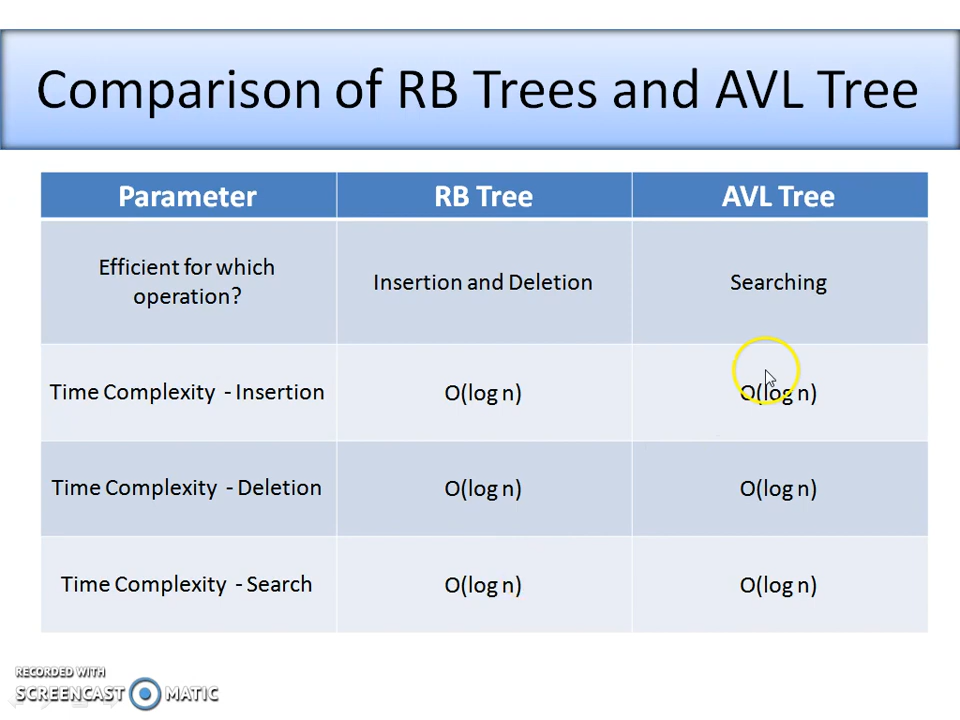 Comparison of RB Trees and AVL Tree
Parameter RB Tree AVL Tree
Efficient for which
operation? Insertion and Deletion Searching
Time Complexity - Insertion O(log n) O(log n)
Time Complexity - Deletion O(log n) O(log n)
Time Complexity - Search O(log n) O(log n)
RECORDED WITH
SCREENCAST MATIC